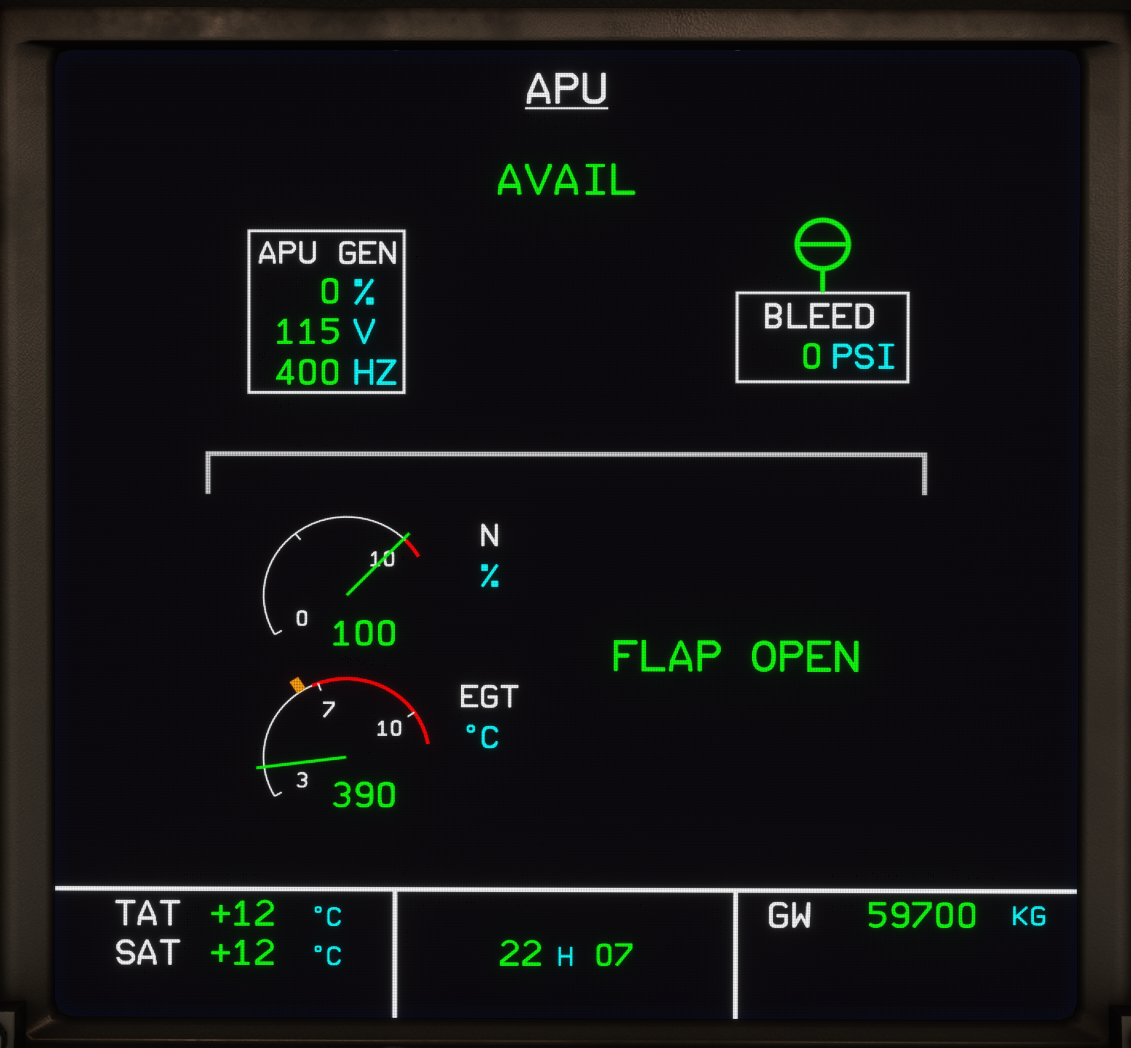 APU
AVAIL
APU GEN
0 %
115 V
400 HZ
BLEED
0 PSI
10
0
100
N
%
FLAP OPEN
7
10
3
390
EGT
°C
TAT +12 °C
SAT +12 °C
22 H 07
GW 59700 KG